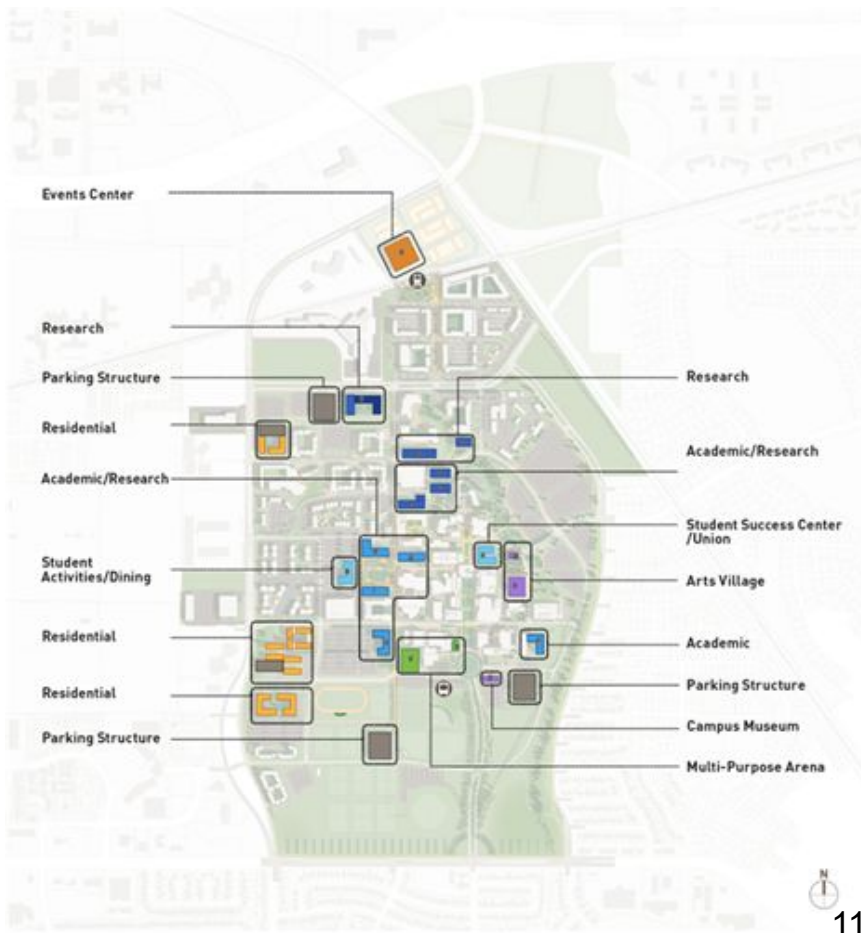 Events Center
Research
Parking Structure
Residential
Academic/Research
Student
Activities/Dining
Residential
Residential
Parking Structure
Research
Academic/Research
Student Success Center
/Union
Arts Village
Academic
Parking Structure
Campus Museum
Multi-Purpose Arena
N
11